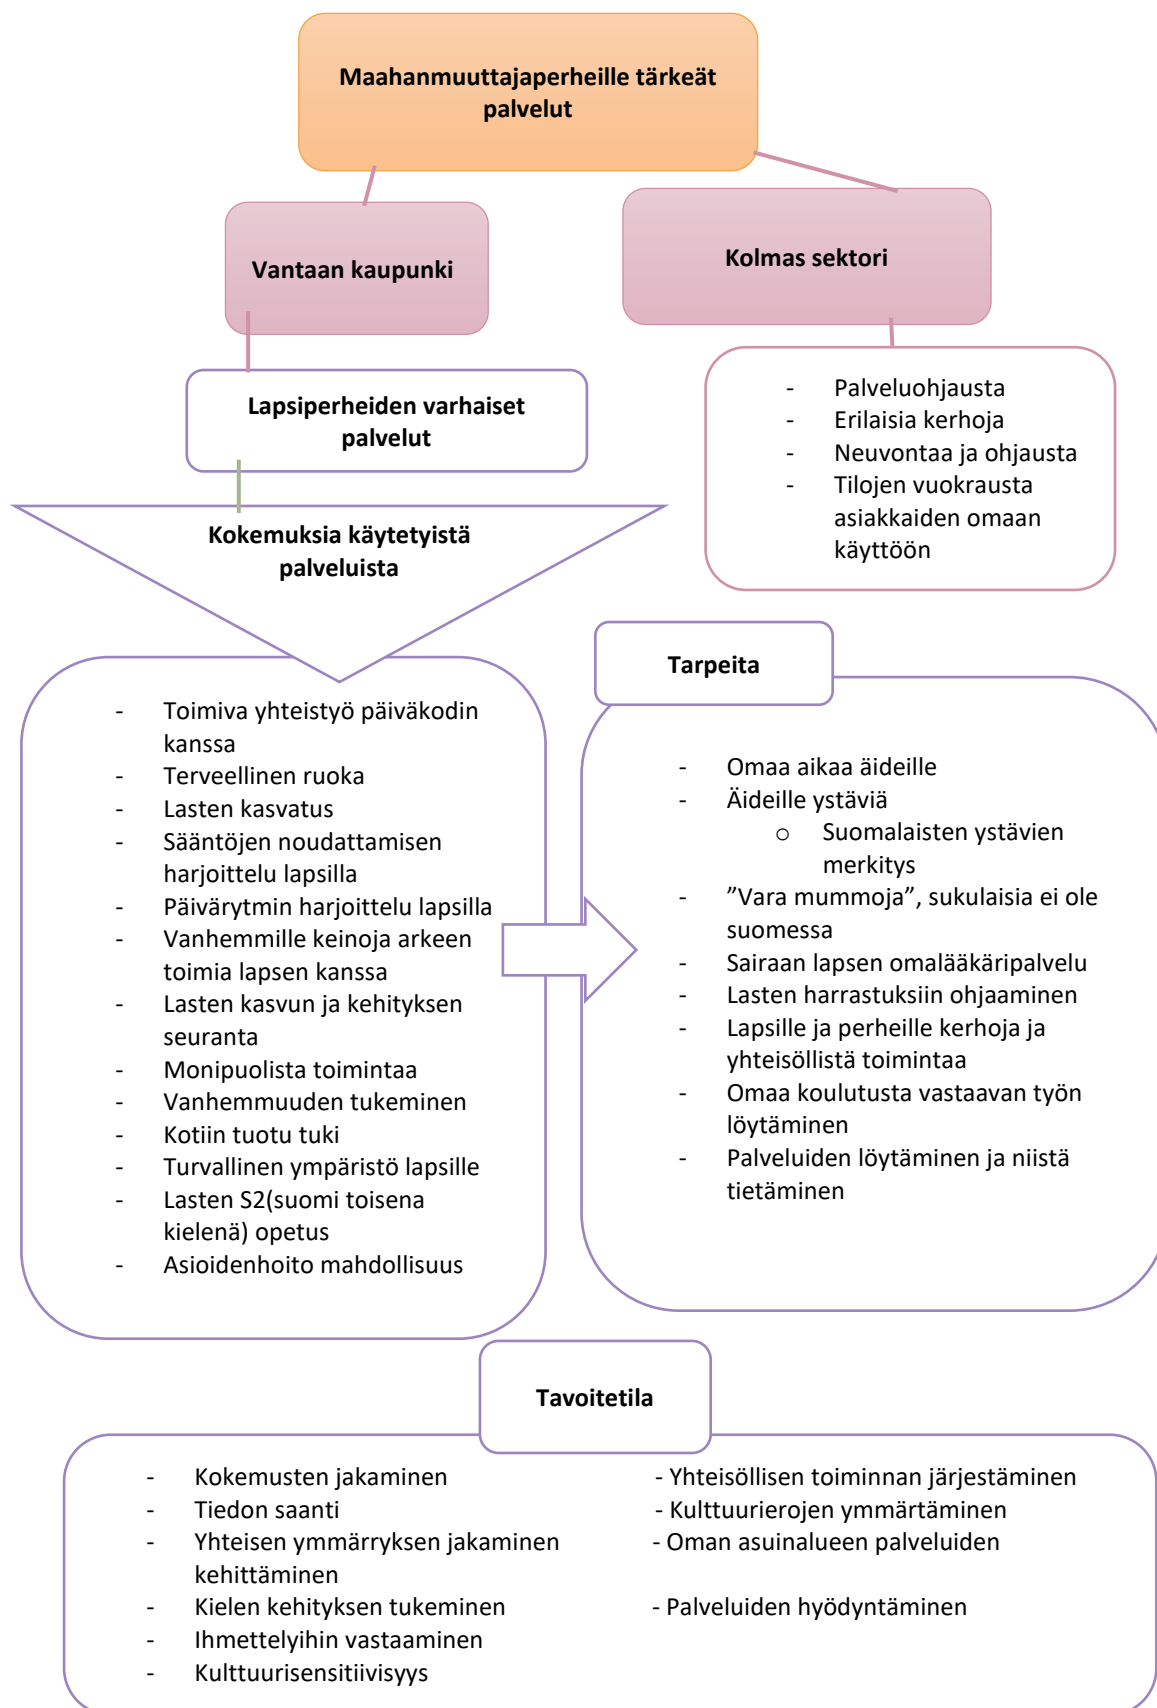 Maahanmuuttajaperheille tärkeät
palvelut
Vantaan kaupunki
Kolmas sektori
Lapsiperheiden varhaiset
palvelut
- Palveluohjausta
- Erilaisia kerhoja
- Neuvontaa ja ohjausta
- Tilojen vuokrausta
asiakkaiden omaan
käyttöön
Kokemuksia käytetyistä
palveluista
- Toimiva yhteistyö päiväkodin
kanssa
- Terveellinen ruoka
- Lasten kasvatus
- Sääntöjen noudattamisen
harjoittelu lapsilla
- Päivärytmin harjoittelu lapsilla
- Vanhemmille keinoja arkeen
toimia lapsen kanssa
- Lasten kasvun ja kehityksen
seuranta
- Monipuolista toimintaa
- Vanhemmuuden tukeminen
- Kotiin tuotu tuki
- Turvallinen ympäristö lapsille
- Lasten S2(suomi toisena
kielenä) opetus
- Asioidenhoito mahdollisuus
Tarpeita
- Omaa aikaa äideille
- Äideille ystäviä
o Suomalaisten ystävien
merkitys
- ”Vara mummoja”, sukulaisia ei ole
suomessa
- Sairaan lapsen omalääkäripalvelu
- Lasten harrastuksiin ohjaaminen
- Lapsille ja perheille kerhoja ja
yhteisöllistä toimintaa
- Omaa koulutusta vastaavan työn
löytäminen
- Palveluiden löytäminen ja niistä
tietäminen
Tavoitetila
- Kokemusten jakaminen - Yhteisöllisen toiminnan järjestäminen
- Tiedon saanti - Kulttuurierojen ymmärtäminen
- Yhteisen ymmärryksen jakaminen - Oman asuinalueen palveluiden
kehittäminen
- Kielen kehityksen tukeminen - Palveluiden hyödyntäminen
- Ihmettelyihin vastaaminen
- Kulttuurisensitiivisyys